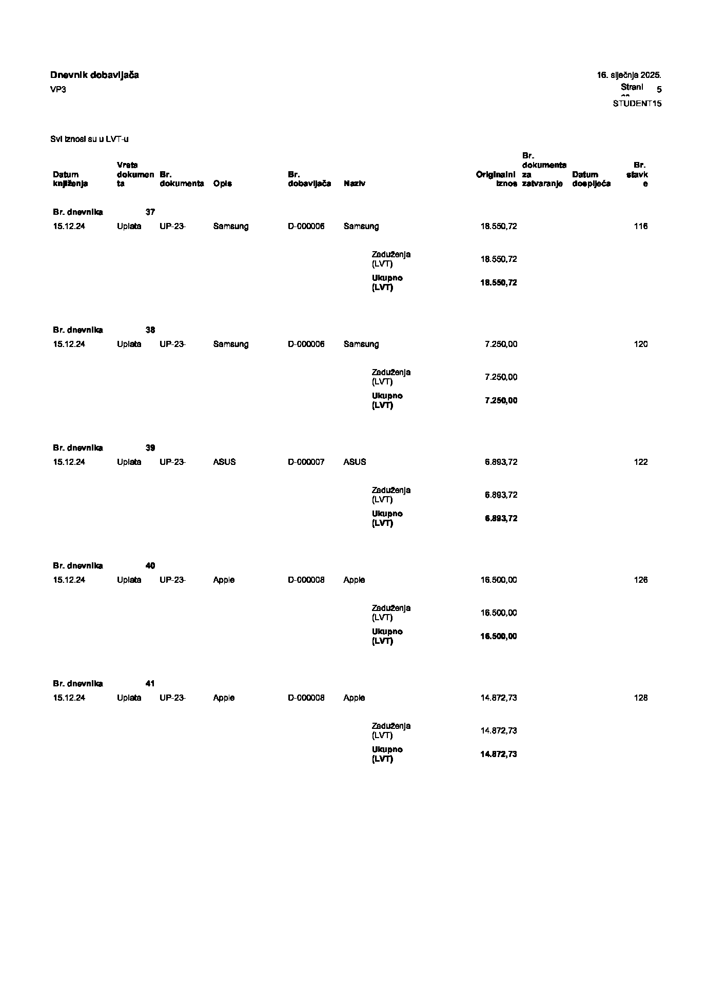 Dnevnik dobavljača
16. siječnja 2025.
VP3
Strani
5
STUDENT15
Svi iznosi su u LVT-u
Datum knjiženja Vrsta dokumen ta Br. dokumenta Opis Br. dobavljača Naziv Originalni iznos Br. dokumenta za zatvaranje Datum dospijeća Br. stavk e
Br. dnevnika 37
15.12.24 Uplata UP-23- Samsung D-000006 Samsung 18.550,72 116
Zaduženja (LVT) 18.550,72
Ukupno (LVT) 18.550,72
Br. dnevnika 38
15.12.24 Uplata UP-23- Samsung D-000006 Samsung 7.250,00 120
Zaduženja (LVT) 7.250,00
Ukupno (LVT) 7.250,00
Br. dnevnika 39
15.12.24 Uplata UP-23- ASUS D-000007 ASUS 6.893,72 122
Zaduženja (LVT) 6.893,72
Ukupno (LVT) 6.893,72
Br. dnevnika 40
15.12.24 Uplata UP-23- Apple D-000008 Apple 16.500,00 126
Zaduženja (LVT) 16.500,00
Ukupno (LVT) 16.500,00
Br. dnevnika 41
15.12.24 Uplata UP-23- Apple D-000008 Apple 14.872,73 128
Zaduženja (LVT) 14.872,73
Ukupno (LVT) 14.872,73